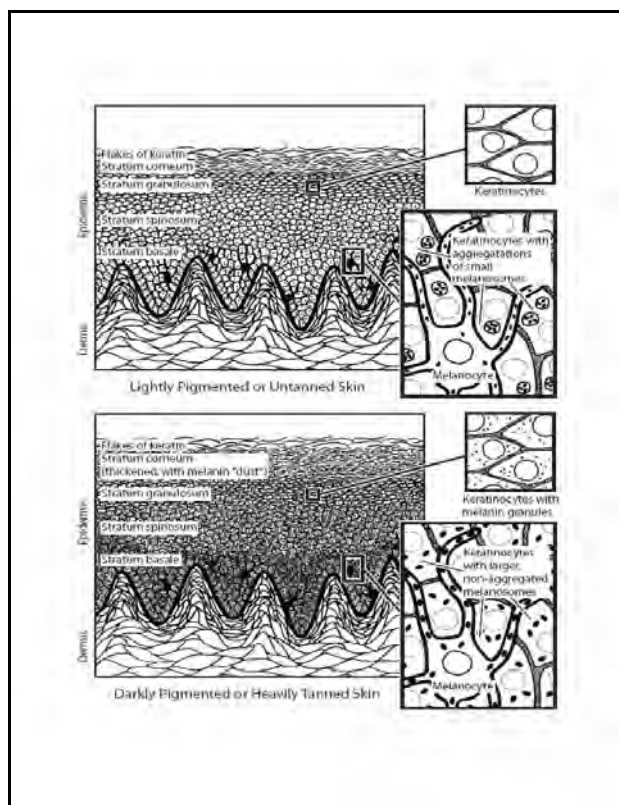 Flakes of keratin
Stratum corneum
Stratum granulosum
Stratum spinosum
Stratum basale
Epidermis
Dermis
Keratinocytes
Keratinocytes with
aggregatations
of small
melanosomes
Melanocyte
Lightly Pigmented or Untanned Skin
Flakes of keratin
Stratum corneum
(thickened, with melanin "dust")
Stratum granulosum
Stratum spinosum
Stratum basale
Epidermis
Dermis
Keratinocytes with
melanin granules
Keratinocytes
with larger,
non-aggregated
melanosomes
Melanocyte
Darkly Pigmented or Heavily Tanned Skin